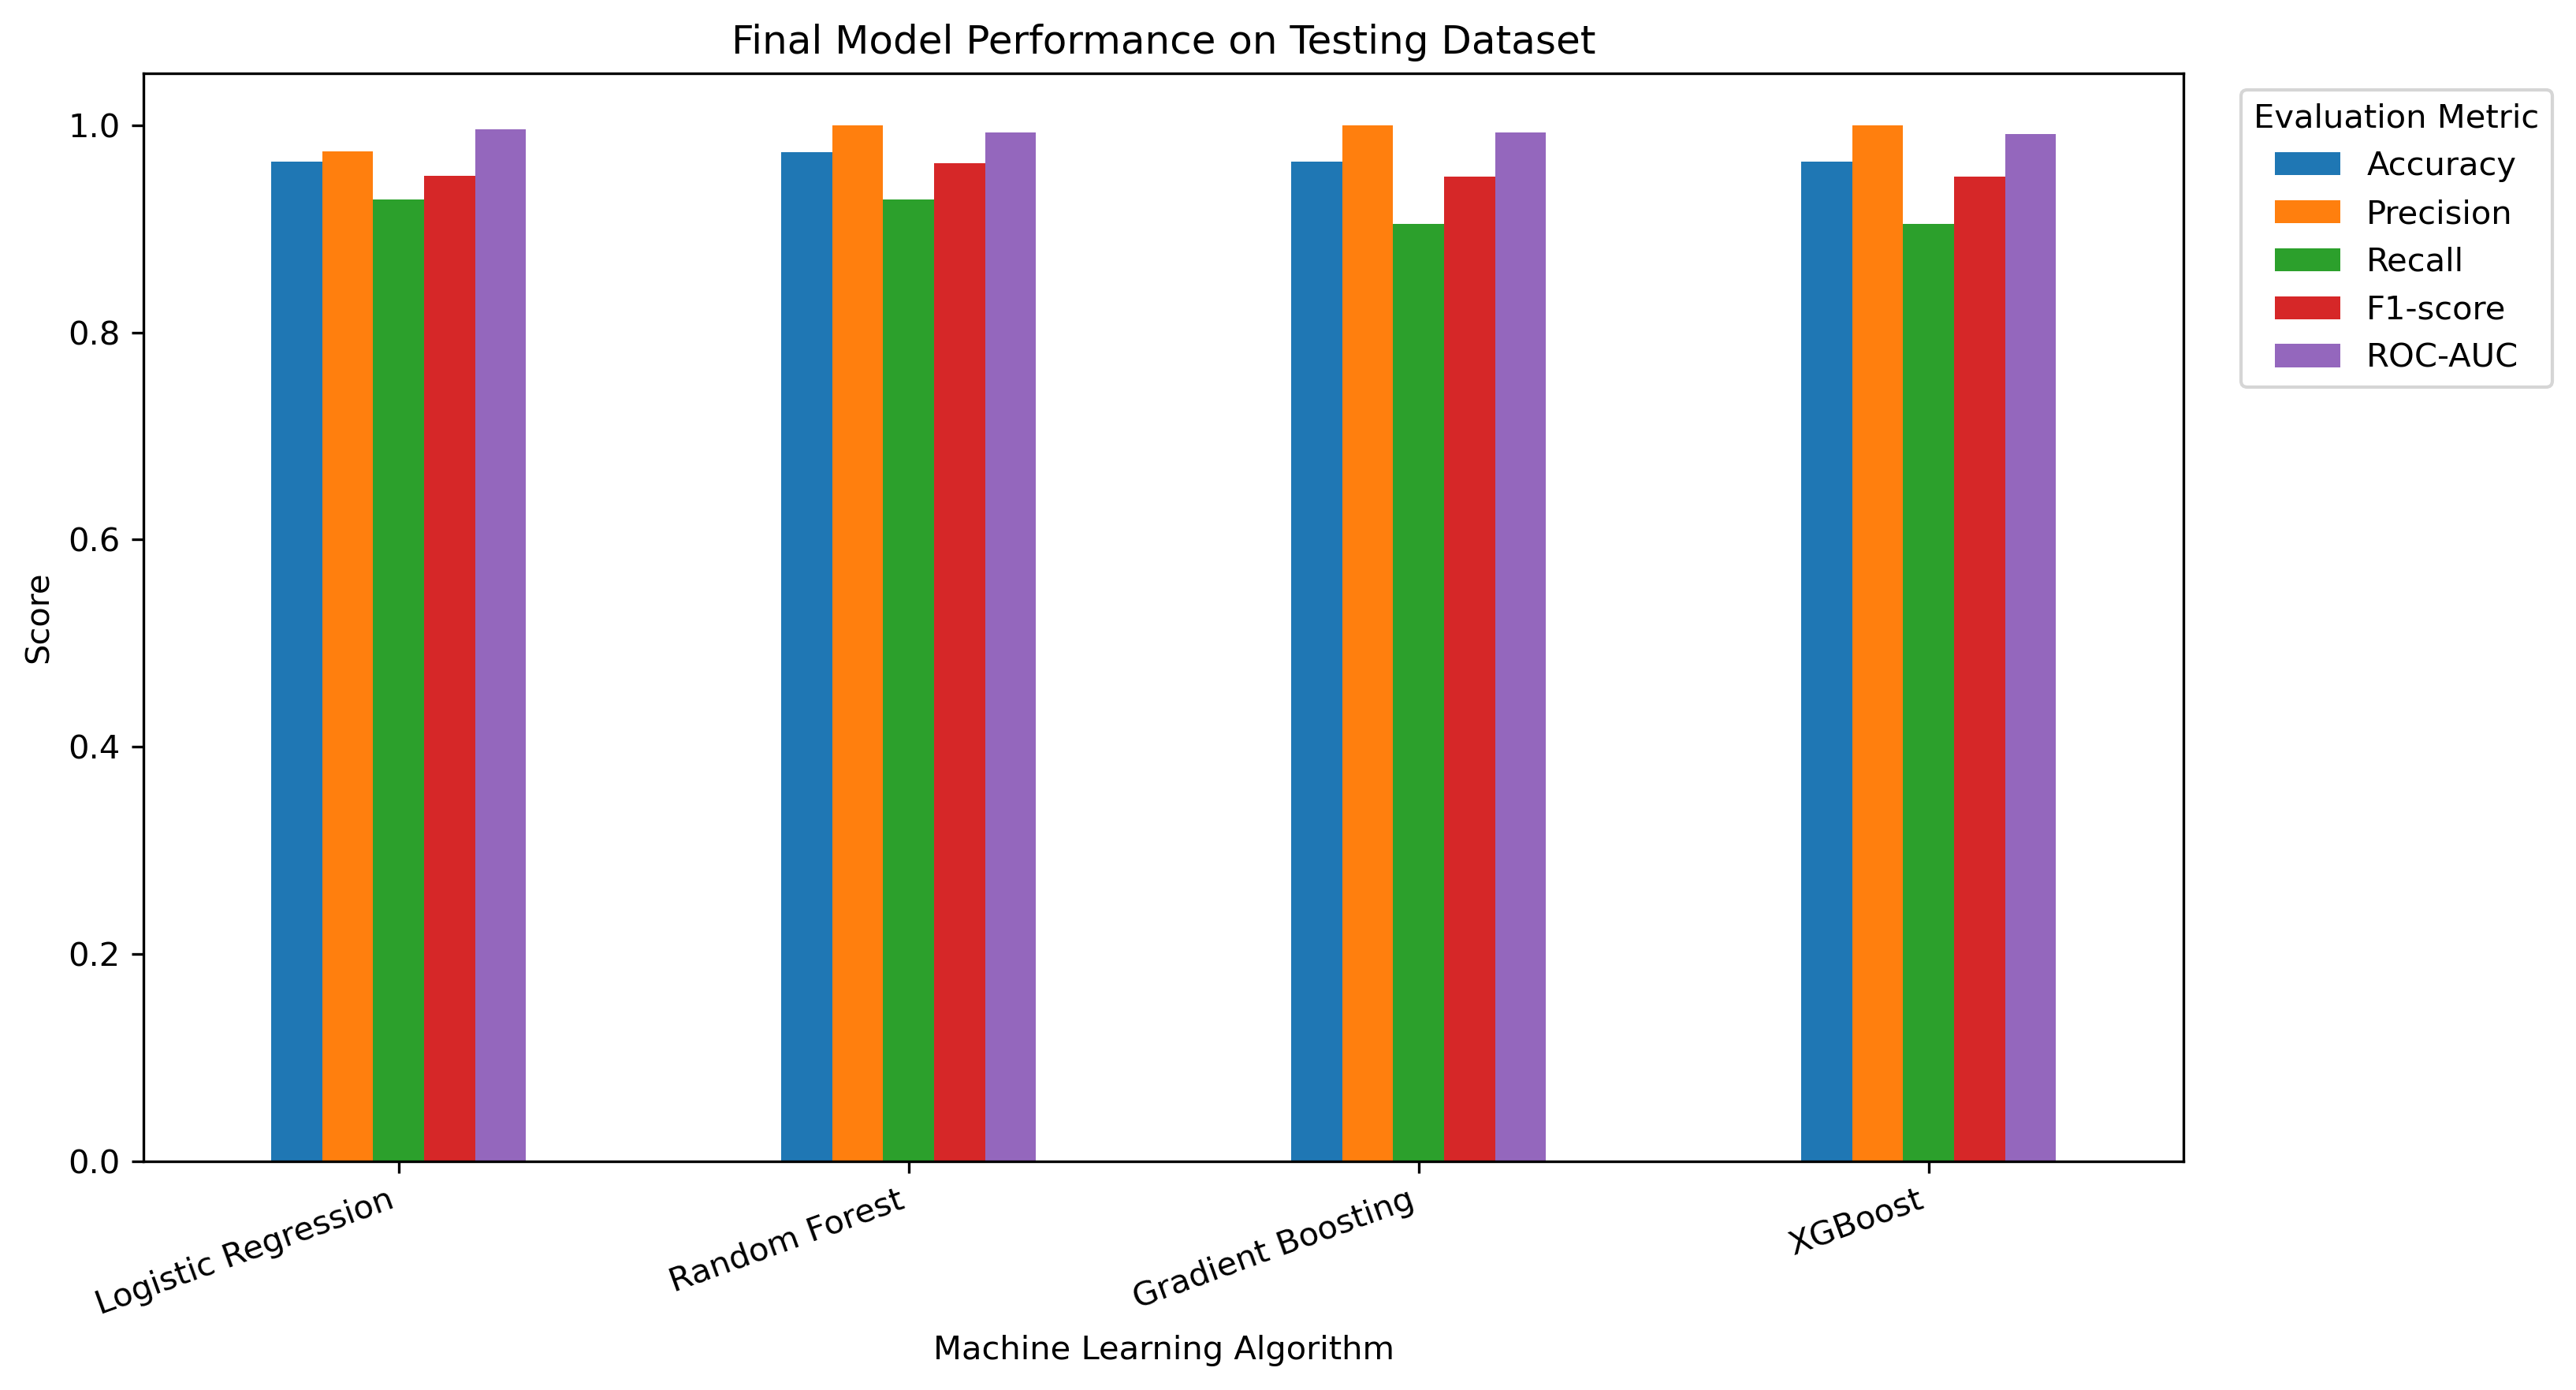 Final Model Performance on Testing Dataset
1.0
0.8
0.6
0.4
0.2
0.0
Score
Logistic Regression
Random Forest
Gradient Boosting
XGBoost
Machine Learning Algorithm
Evaluation Metric
Accuracy
Precision
Recall
F1-score
ROC-AUC